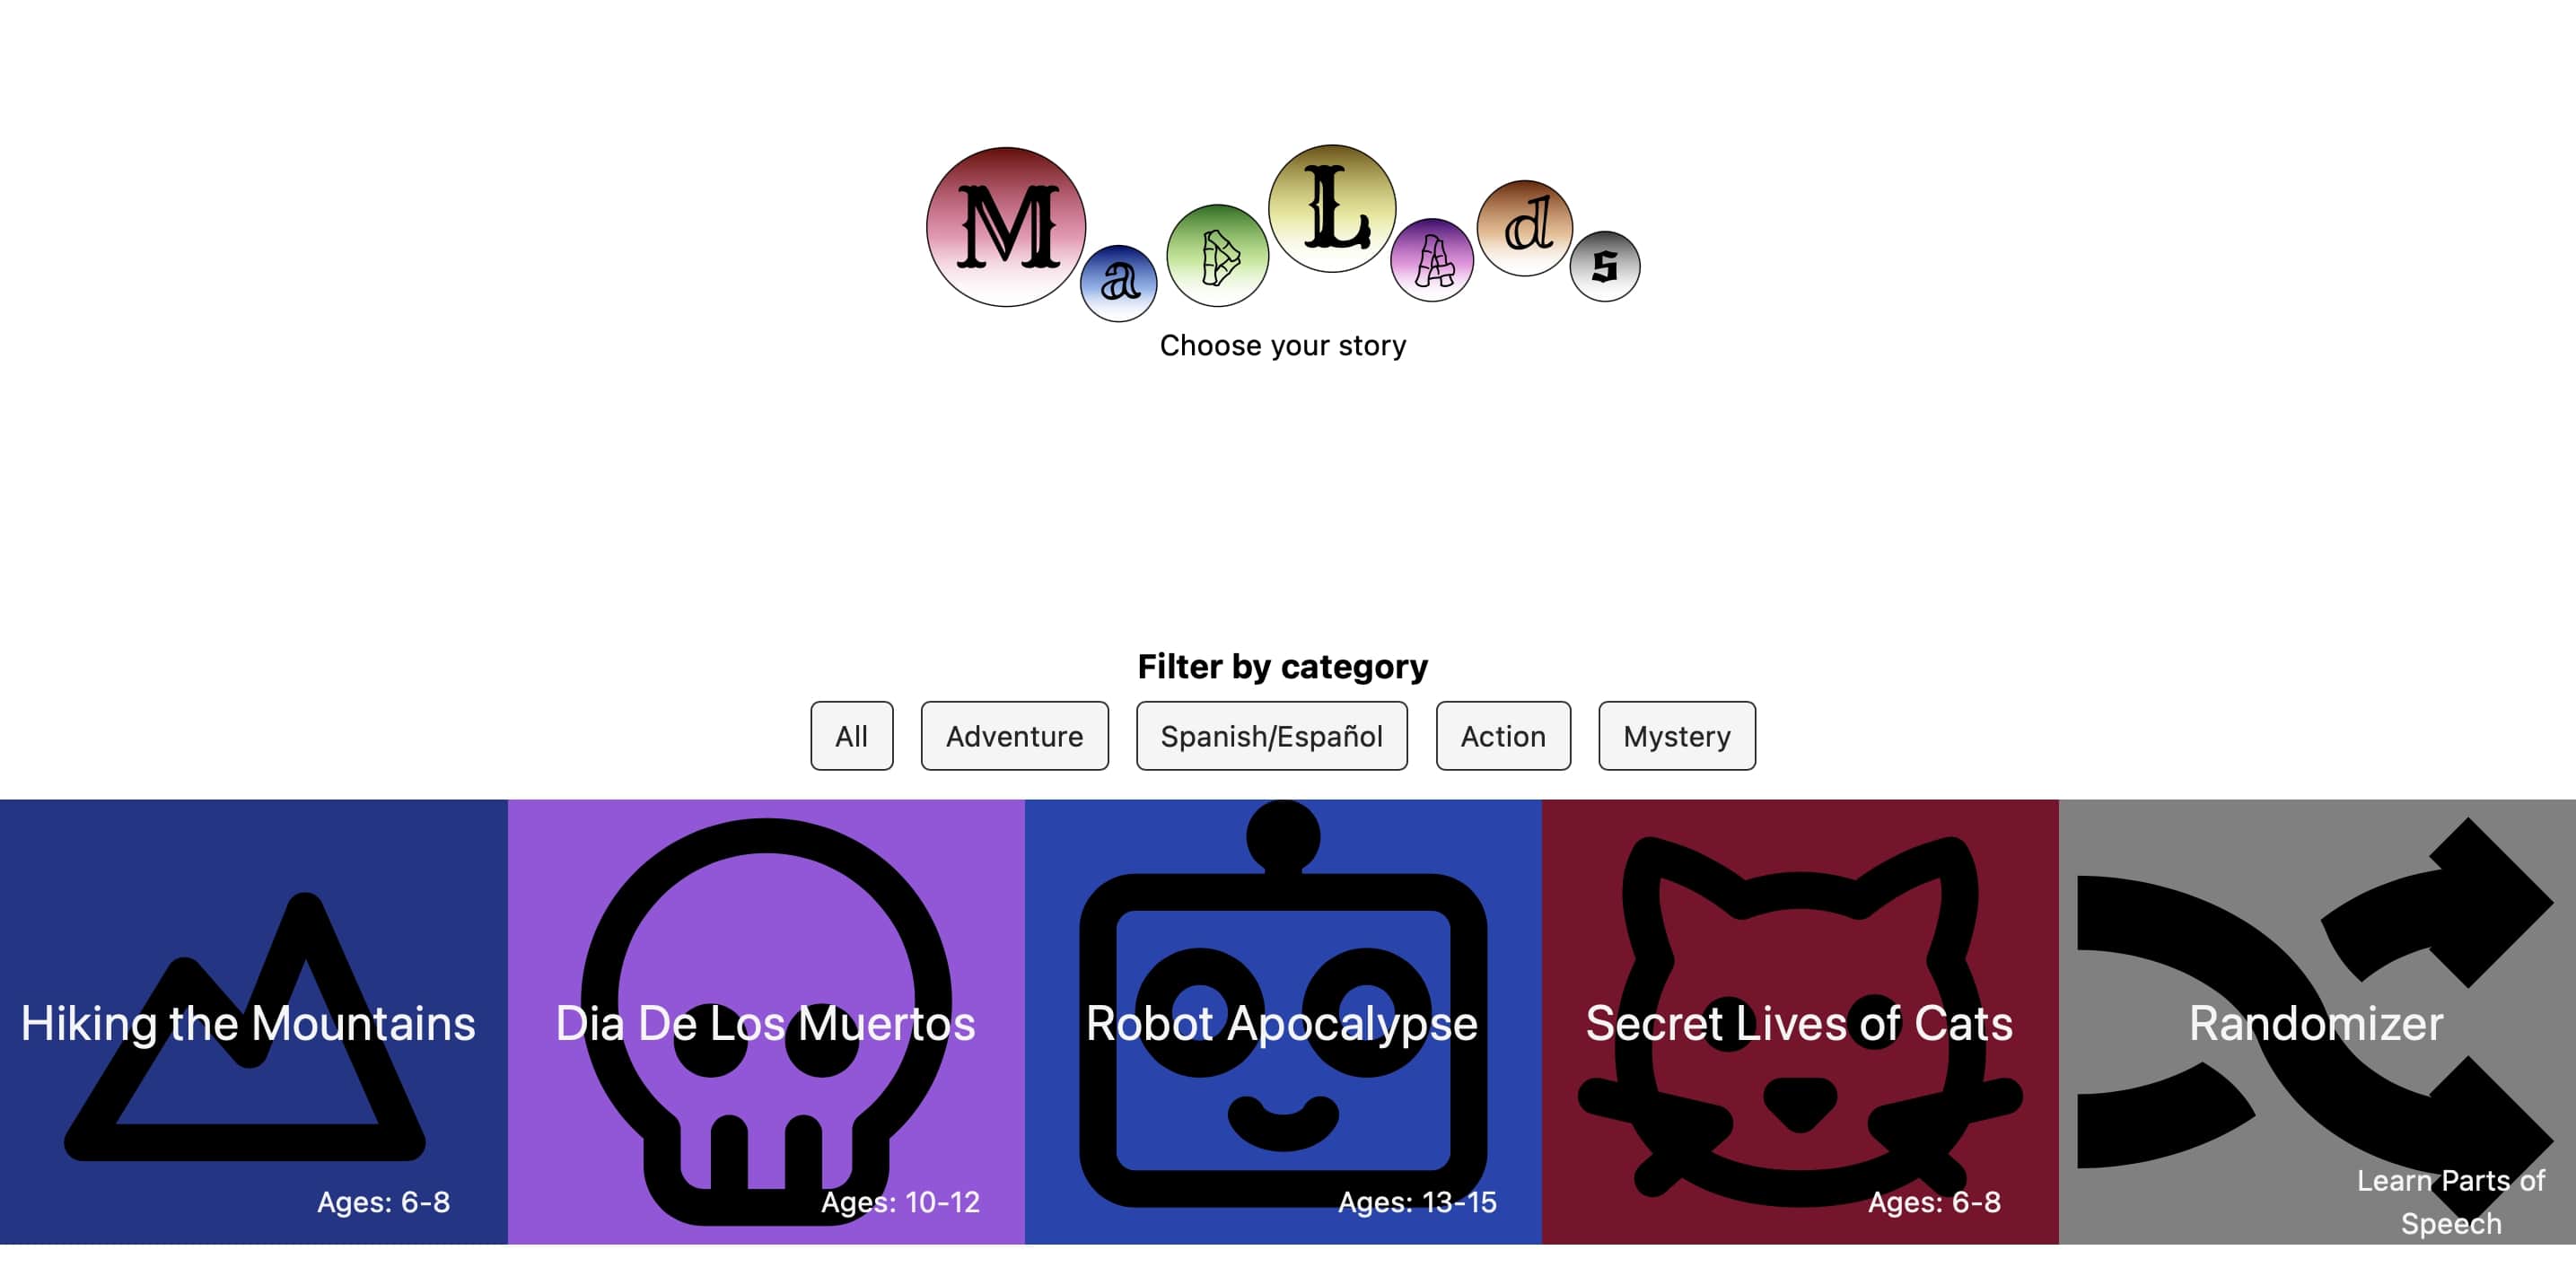 MaDLAds
Choose your story
Filter by category
All
Adventure
Spanish/Español
Action
Mystery
Hiking the Mountains
Ages: 6-8
Dia De Los Muertos
Ages: 10-12
Robot Apocalypse
Ages: 13-15
Secret Lives of Cats
Ages: 6-8
Randomizer
Learn Parts of
Speech